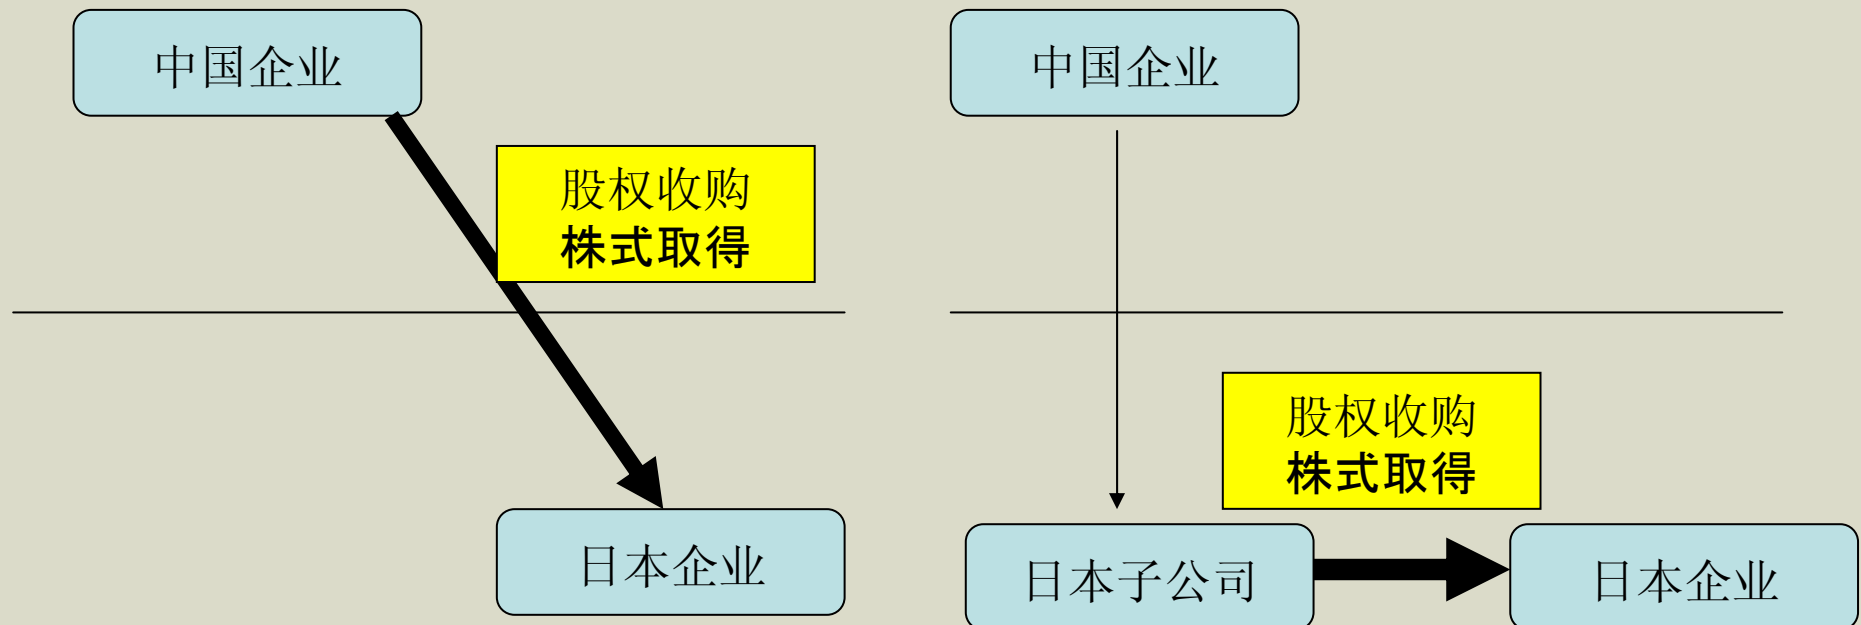 中国企业
股权收购
株式取得
日本企业
中国企业
股权收购
株式取得
日本子公司
日本企业